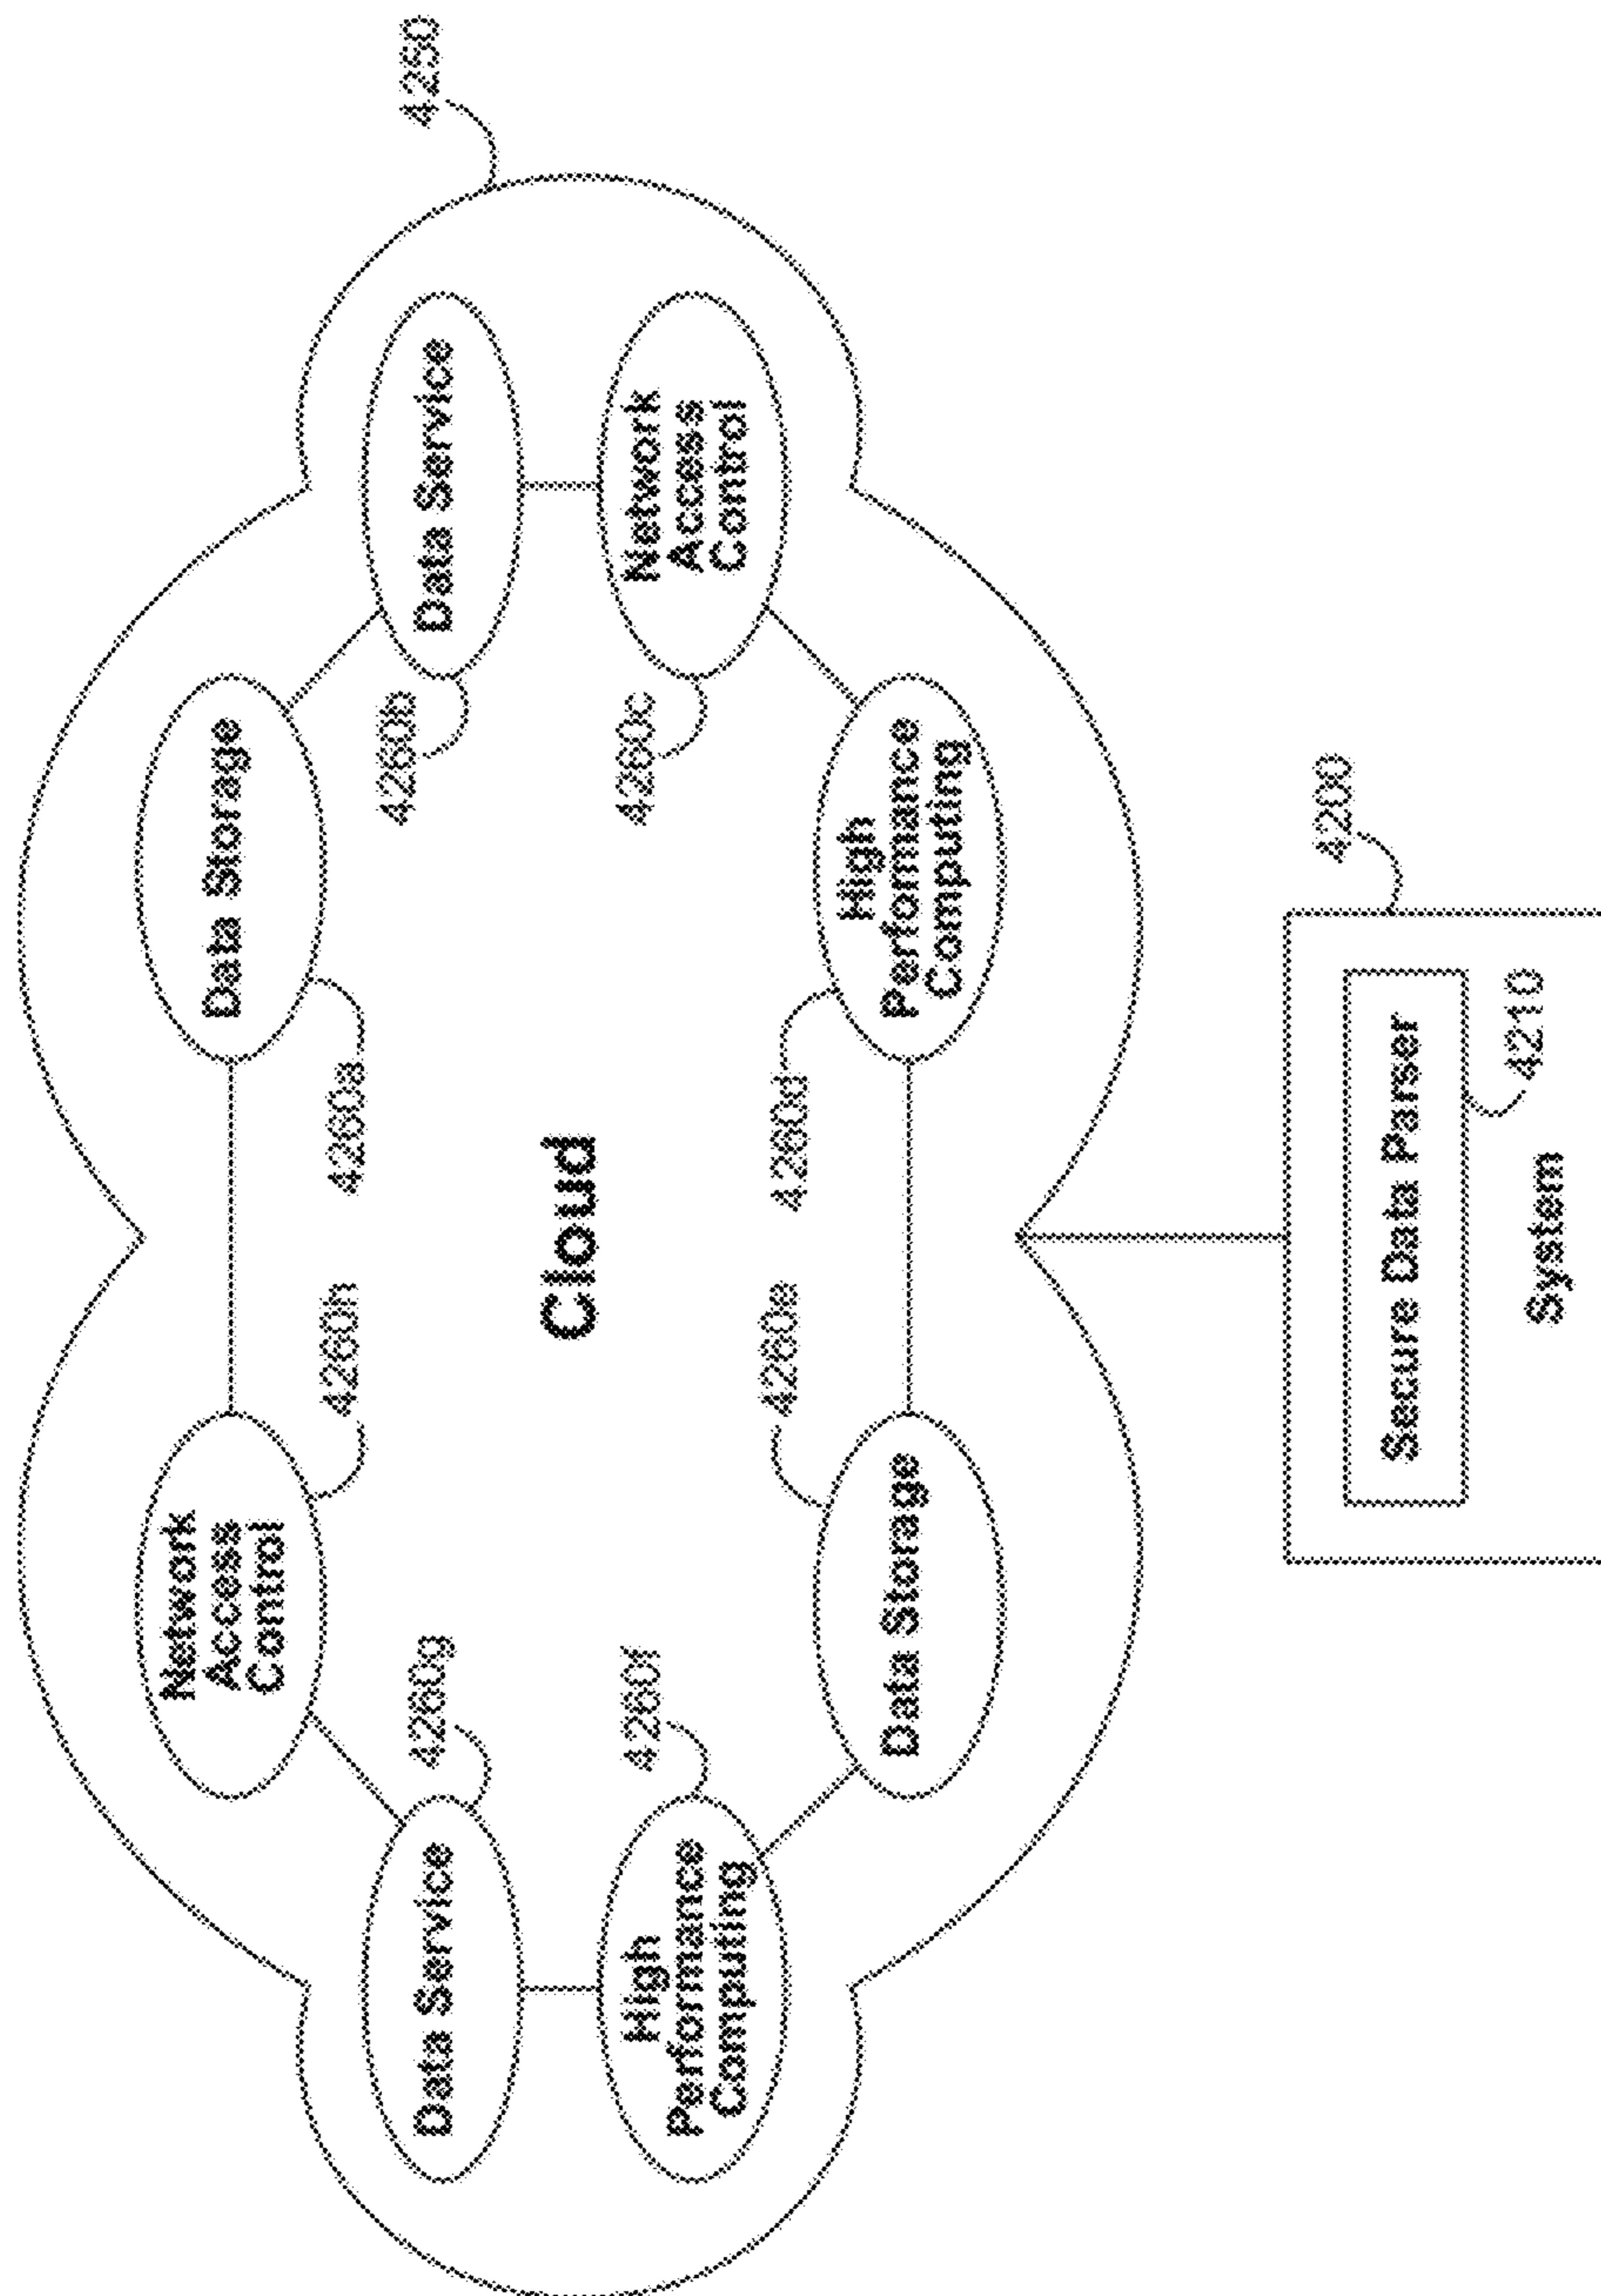 4250
Network
Access
Control
Data Storage
4260h
4260a
Data Service
Data Service
4260g
4260b
Cloud
High
Performance
Computing
Network
Access
Control
4260f
4260c
4260e
4260d
Data Storage
High
Performance
Computing
4200
Secure Data Parser
4210
System